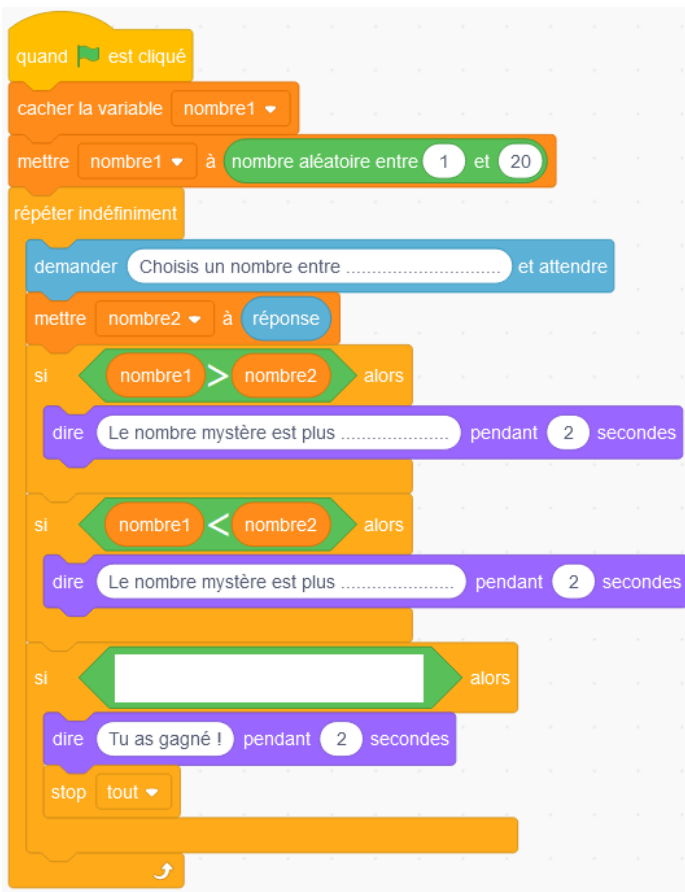 quand est cliqué
cacher la variable nombre1
mettre nombre1 à nombre aléatoire entre 1 et 20
répéter indéfiniment
demander Choisis un nombre entre .............................. et attendre
mettre nombre2 à réponse
si nombre1 > nombre2 alors
dire Le nombre mystère est plus ..................... pendant 2 secondes
si nombre1 < nombre2 alors
dire Le nombre mystère est plus ...................... pendant 2 secondes
si alors
dire Tu as gagné ! pendant 2 secondes
stop tout